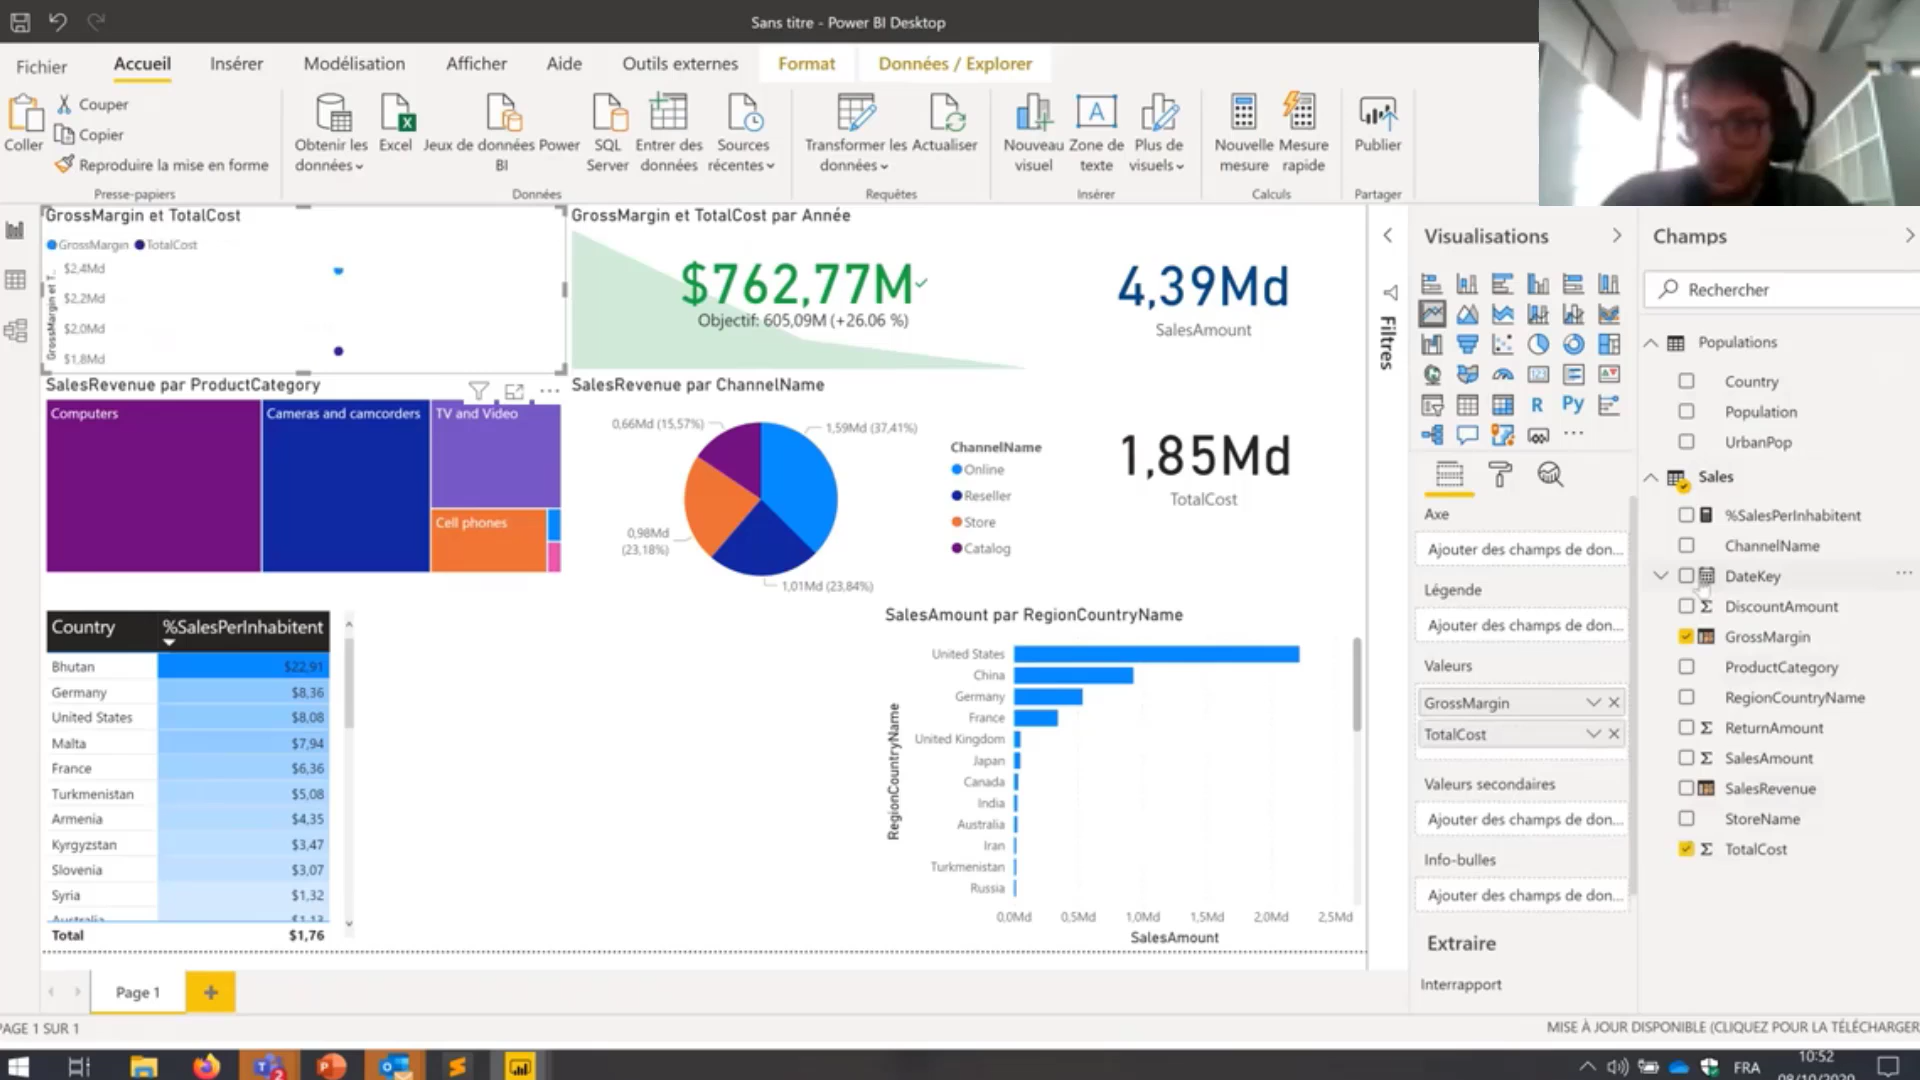 Sans titre - Power BI Desktop
Fichier
Accueil
Insérer
Modélisation
Afficher
Aide
Outils externes
Format
Données / Explorer
Coller
Couper
Copier
Reproduire la mise en forme
Presse-papiers
Obtenir les
données
Excel
Jeux de données Power
BI
SQL
Server
Entrer des
données
Sources
récentes
Données
Transformer les
données
Actualiser
Requêtes
Nouveau
visuel
Zone de
texte
Plus de
visuels
Insérer
Nouvelle
mesure
Mesure
rapide
Calculs
Publier
Partager
GrossMargin et TotalCost
GrossMargin TotalCost
GrossMargin et T...
$2,4Md
$2,2Md
$2,0Md
$1,8Md
GrossMargin et TotalCost par Année
$762,77M
Objectif: 605,09M (+26.06 %)
4,39Md
SalesAmount
SalesRevenue par ProductCategory
Computers
Cameras and camcorders
TV and Video
Cell phones
SalesRevenue par ChannelName
0,66Md (15,57%)
1,59Md (37,41%)
0,98Md
(23,18%)
1,01Md (23,84%)
ChannelName
Online
Reseller
Store
Catalog
1,85Md
TotalCost
Country %SalesPerInhabitent
Bhutan $22,91
Germany $8,36
United States $8,08
Malta $7,94
France $6,36
Turkmenistan $5,08
Armenia $4,35
Kyrgyzstan $3,47
Slovenia $3,07
Syria $1,32
Australia $1,13
Total $1,76
SalesAmount par RegionCountryName
RegionCountryName
United States
China
Germany
France
United Kingdom
Japan
Canada
India
Australia
Iran
Turkmenistan
Russia
0,0Md 0,5Md 1,0Md 1,5Md 2,0Md 2,5Md
SalesAmount
Filtres
Visualisations
R
Py
Axe
Ajouter des champs de don...
Légende
Ajouter des champs de don...
Valeurs
GrossMargin
TotalCost
Valeurs secondaires
Ajouter des champs de don...
Info-bulles
Ajouter des champs de don...
Extraire
Interrapport
Champs
Rechercher
Populations
Country
Population
UrbanPop
Sales
%SalesPerInhabitent
ChannelName
DateKey
DiscountAmount
GrossMargin
ProductCategory
RegionCountryName
ReturnAmount
SalesAmount
SalesRevenue
StoreName
TotalCost
Page 1
PAGE 1 SUR 1
MISE À JOUR DISPONIBLE (CLIQUEZ POUR LA TÉLÉCHARGER
FRA
10:52
08/10/2020